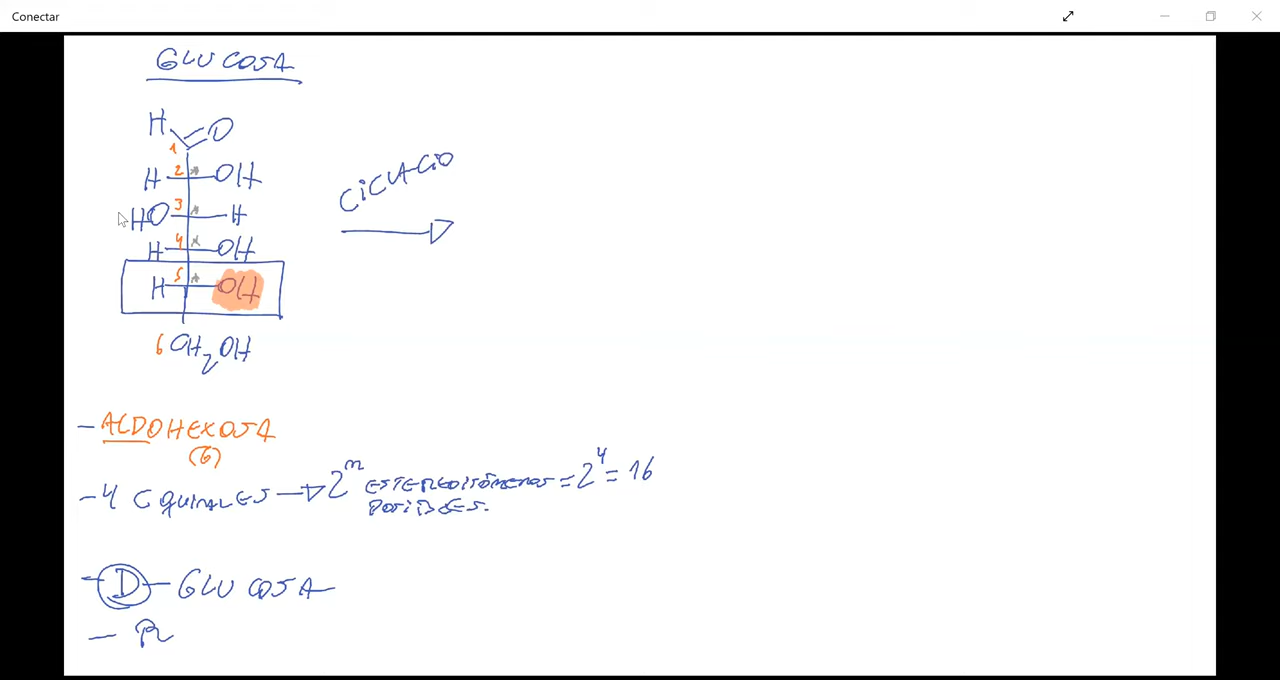 Conectar
GLUCOSA
H O
1
H 2 * OH
HO 3 * H
H 4 * OH
H 5 * OH
6 CH2OH
CiCLACiO
- ALDOHEXOSA
(6)
- 4 C QUIRALES → 2^n ESTEREOISÓMEROS = 2^4 = 16
POSIBLES.
- D - GLUCOSA
- R